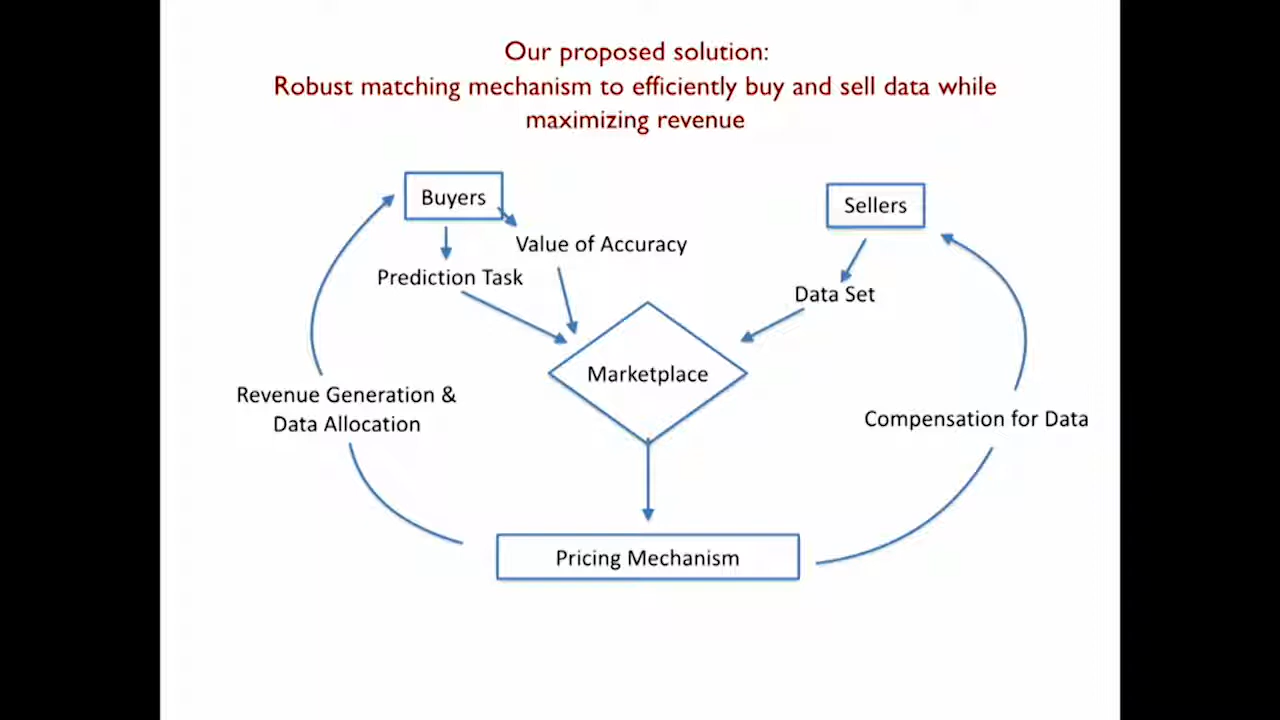 Our proposed solution:
Robust matching mechanism to efficiently buy and sell data while
maximizing revenue
Buyers
Sellers
Value of Accuracy
Prediction Task
Data Set
Marketplace
Revenue Generation &
Data Allocation
Compensation for Data
Pricing Mechanism